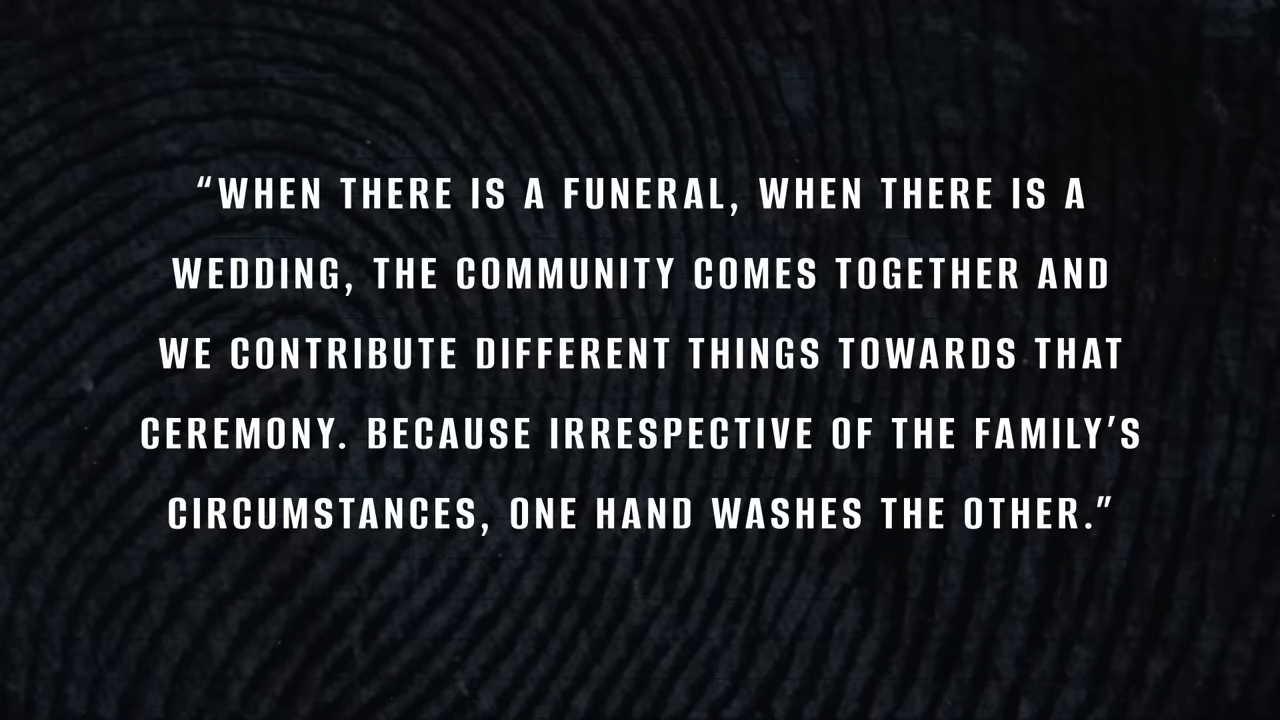 “WHEN THERE IS A FUNERAL, WHEN THERE IS A
WEDDING, THE COMMUNITY COMES TOGETHER AND
WE CONTRIBUTE DIFFERENT THINGS TOWARDS THAT
CEREMONY. BECAUSE IRRESPECTIVE OF THE FAMILY’S
CIRCUMSTANCES, ONE HAND WASHES THE OTHER.”